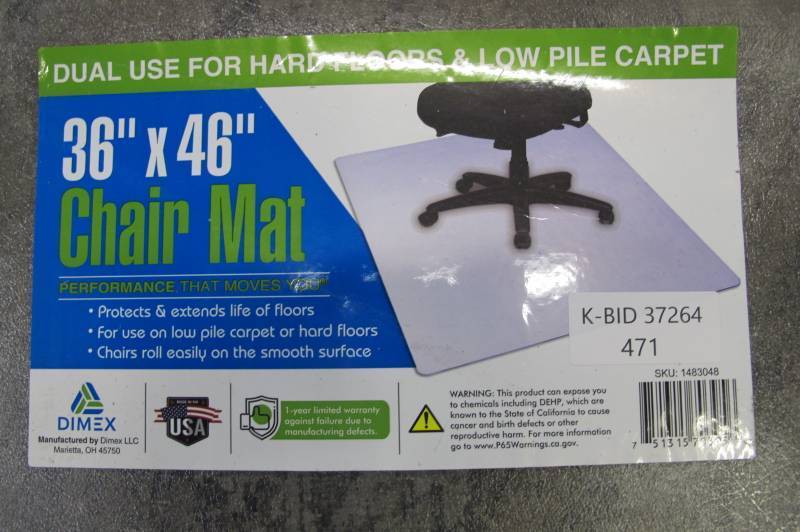 DUAL USE FOR HARD FLOORS & LOW PILE CARPET
36" x 46"
Chair Mat
PERFORMANCE THAT MOVES YOU
• Protects & extends life of floors
• For use on low pile carpet or hard floors
• Chairs roll easily on the smooth surface
K-BID 37264
471
SKU: 1483048
DIMEX
Manufactured by Dimex LLC
Marietta, OH 45750
MADE IN THE
USA
1-year limited warranty
against failure due to
manufacturing defects.
WARNING: This product can expose you
to chemicals including DEHP, which are
known to the State of California to cause
cancer and birth defects or other
reproductive harm. For more information
go to www.P65Warnings.ca.gov.